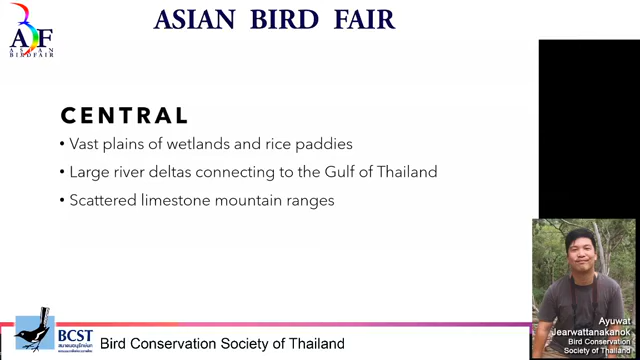 ASIAN BIRD FAIR
ABF
ASIAN
BIRDFAIR
CENTRAL
• Vast plains of wetlands and rice paddies
• Large river deltas connecting to the Gulf of Thailand
• Scattered limestone mountain ranges
Ayuwat
Jearwattanakanok
Bird Conservation
Society of Thailand
BCST
สมาคมอนุรักษ์นก
Bird Conservation Society of Thailand